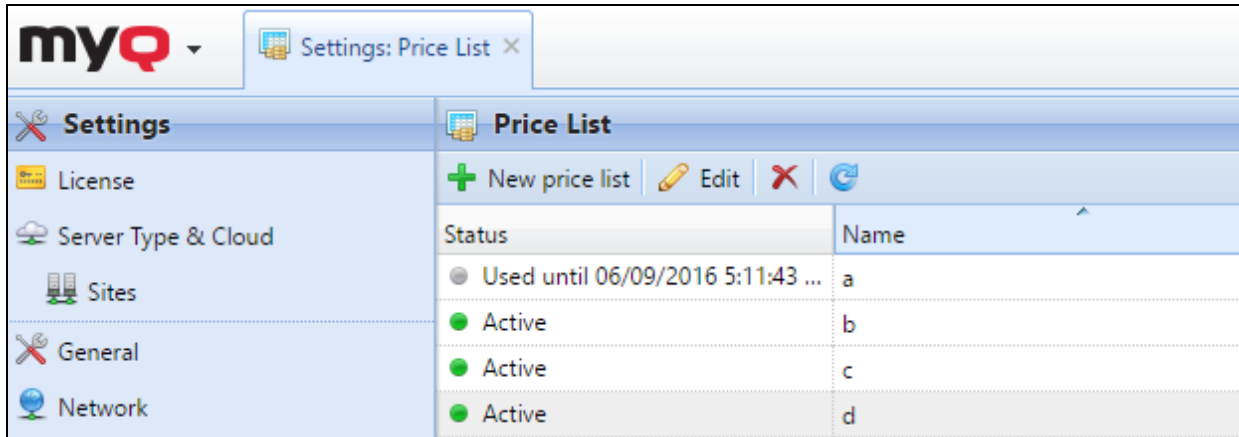 myQ
Settings: Price List
Settings
License
Server Type & Cloud
Sites
General
Network
Price List
New price list Edit
Status Name
Used until 06/09/2016 5:11:43 ... a
Active b
Active c
Active d